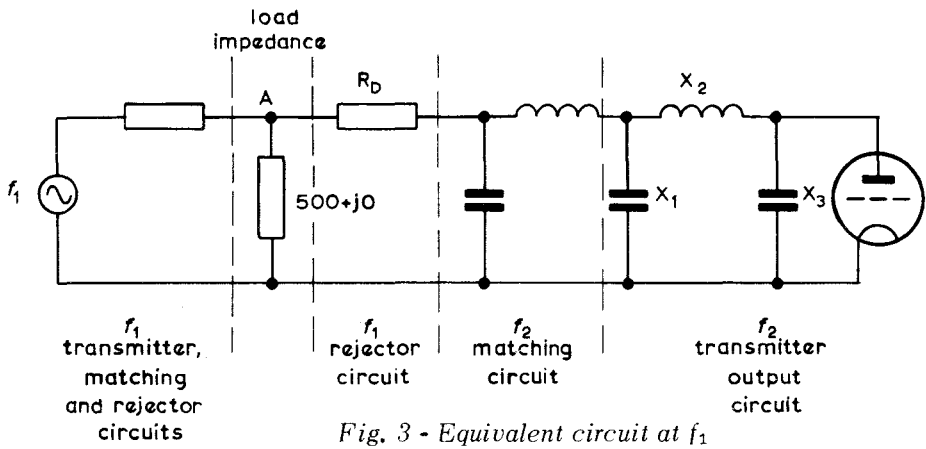 load
impedance
A
R_D
X_2
f_1
500+j0
X_1
X_3
f_1
transmitter,
matching
and rejector
circuits
f_1
rejector
circuit
f_2
matching
circuit
f_2
transmitter
output
circuit
Fig. 3 - Equivalent circuit at f_1